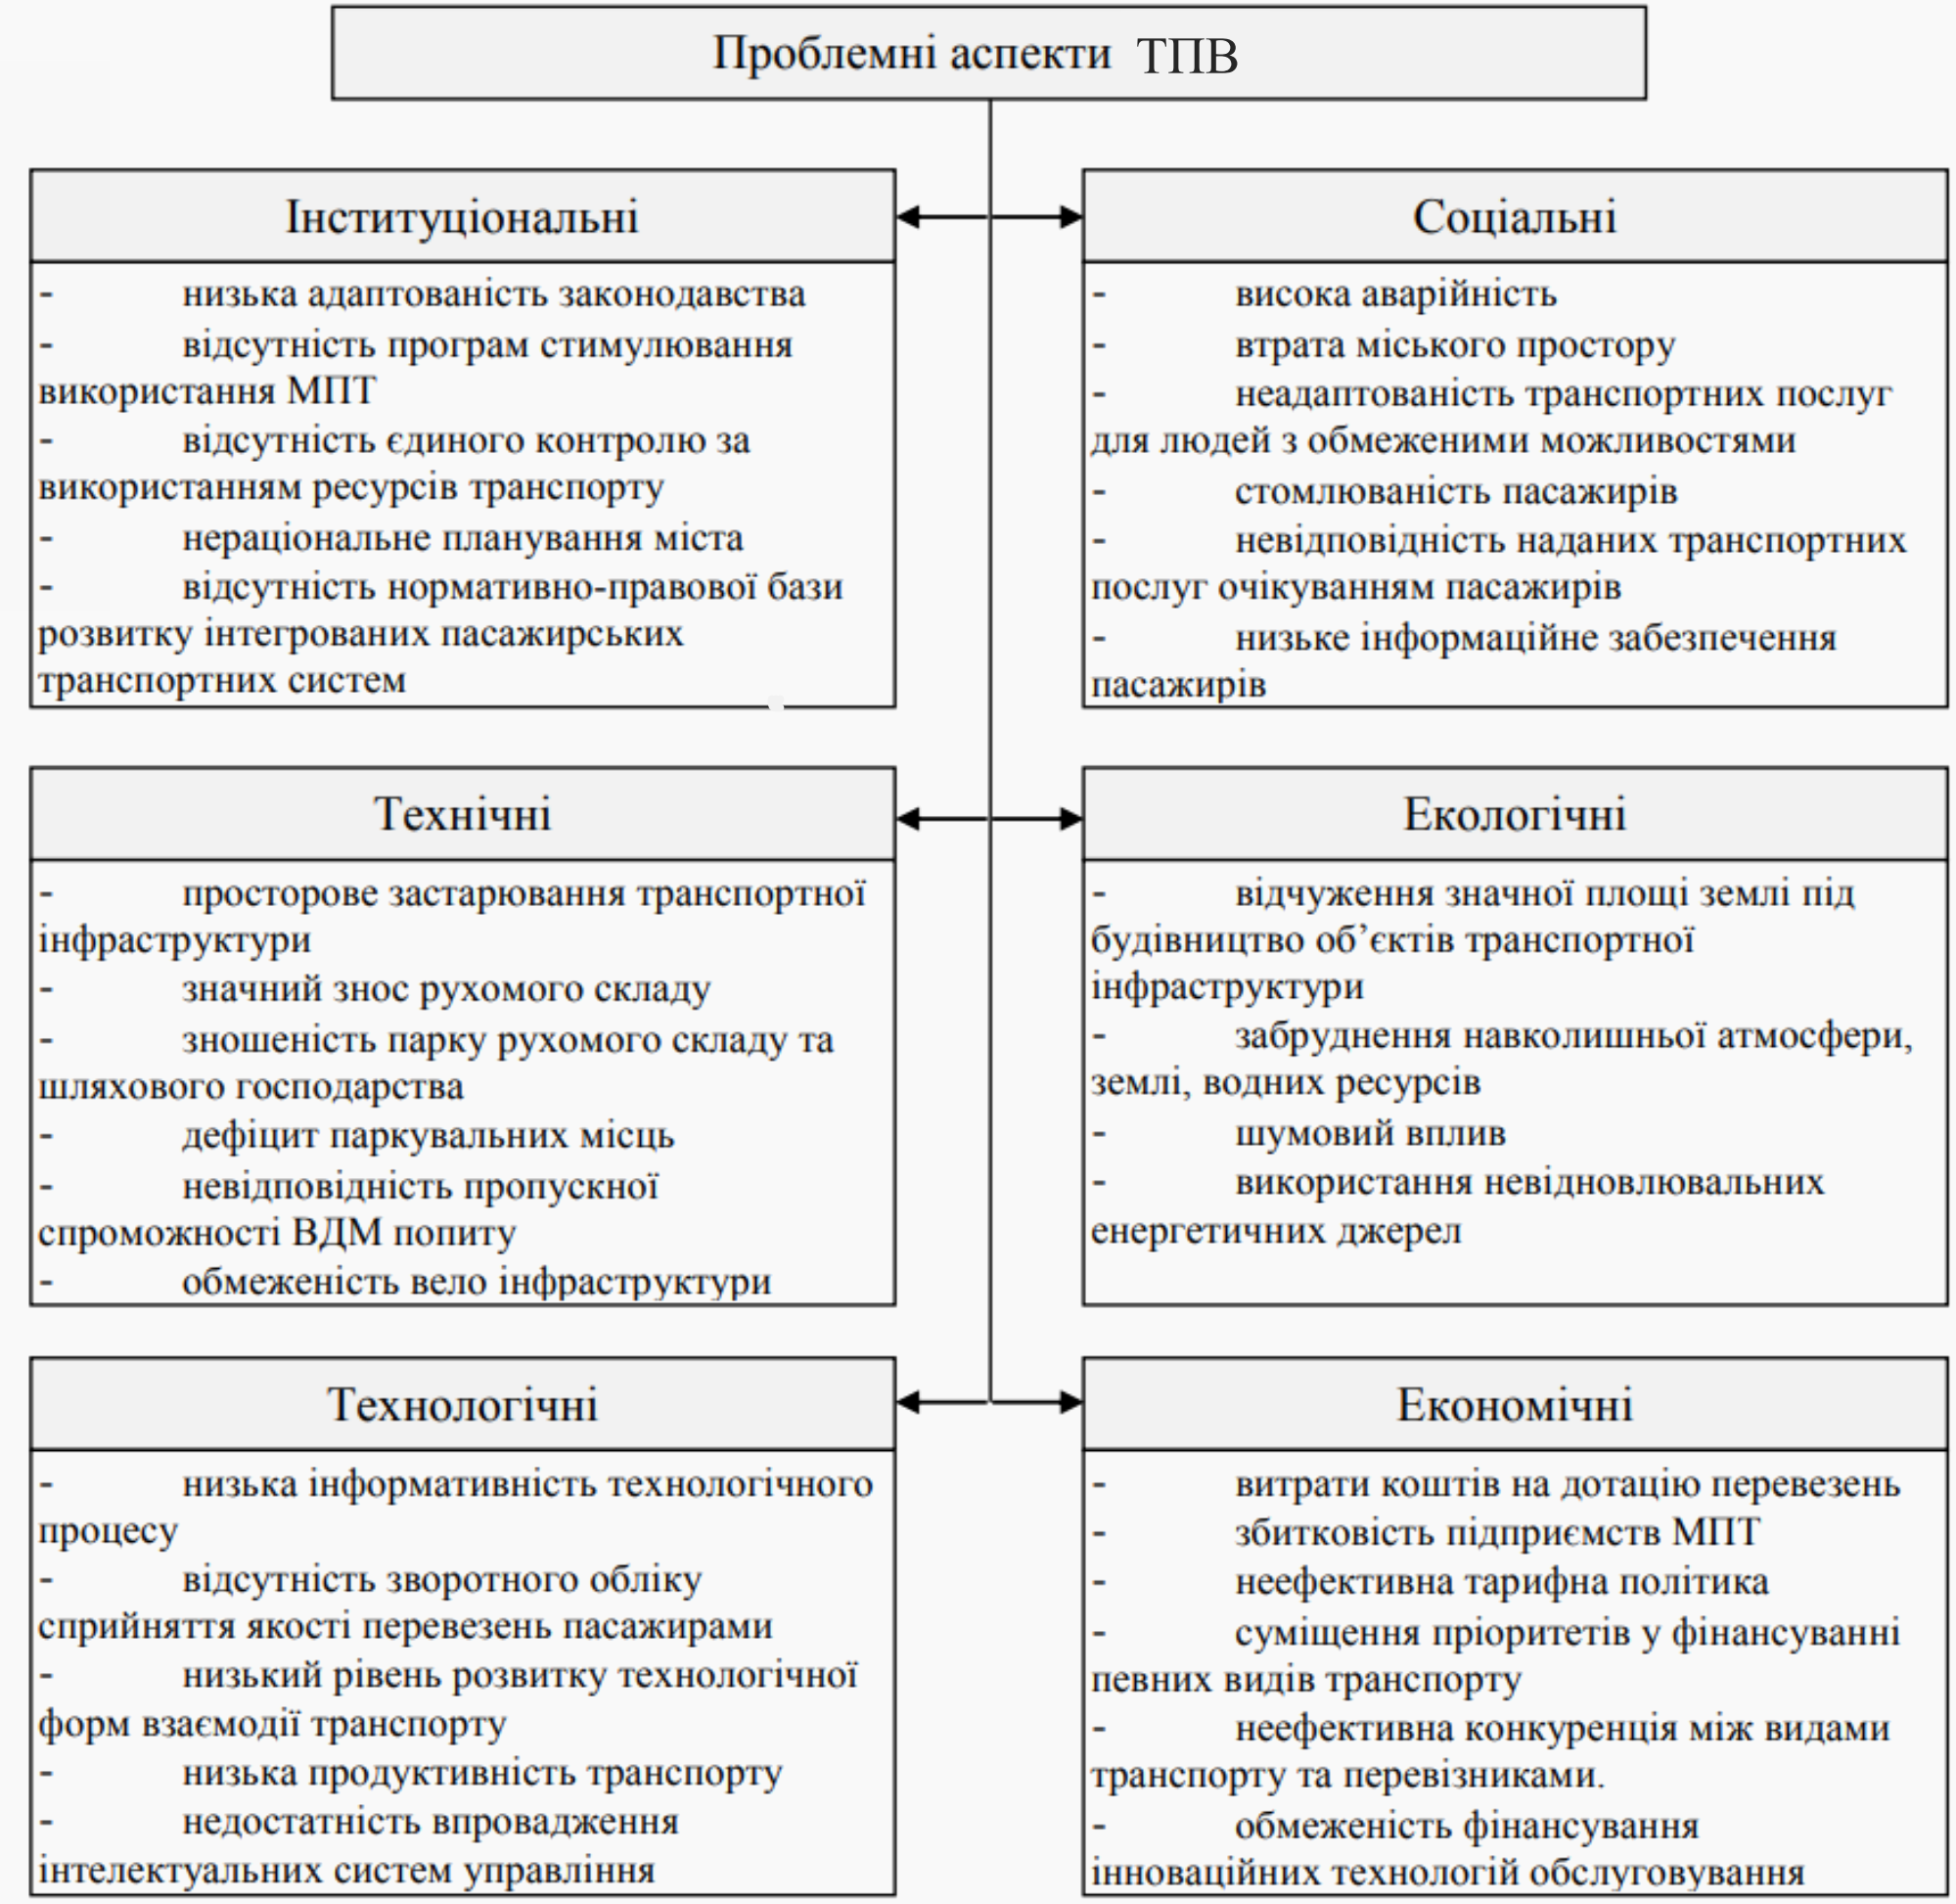 Проблемні аспекти ТПВ
Інституціональні
- низька адаптованість законодавства
- відсутність програм стимулювання
використання МПТ
- відсутність єдиного контролю за
використанням ресурсів транспорту
- нераціональне планування міста
- відсутність нормативно-правової бази
розвитку інтегрованих пасажирських
транспортних систем
Соціальні
- висока аварійність
- втрата міського простору
- неадаптованість транспортних послуг
для людей з обмеженими можливостями
- стомлюваність пасажирів
- невідповідність наданих транспортних
послуг очікуванням пасажирів
- низьке інформаційне забезпечення
пасажирів
Технічні
- просторове застарювання транспортної
інфраструктури
- значний знос рухомого складу
- зношеність парку рухомого складу та
шляхового господарства
- дефіцит паркувальних місць
- невідповідність пропускної
спроможності ВДМ попиту
- обмеженість вело інфраструктури
Екологічні
- відчуження значної площі землі під
будівництво об’єктів транспортної
інфраструктури
- забруднення навколишньої атмосфери,
землі, водних ресурсів
- шумовий вплив
- використання невідновлювальних
енергетичних джерел
Технологічні
- низька інформативність технологічного
процесу
- відсутність зворотного обліку
сприйняття якості перевезень пасажирами
- низький рівень розвитку технологічної
форм взаємодії транспорту
- низька продуктивність транспорту
- недостатність впровадження
інтелектуальних систем управління
Економічні
- витрати коштів на дотацію перевезень
- збитковість підприємств МПТ
- неефективна тарифна політика
- суміщення пріоритетів у фінансуванні
певних видів транспорту
- неефективна конкуренція між видами
транспорту та перевізниками.
- обмеженість фінансування
інноваційних технологій обслуговування